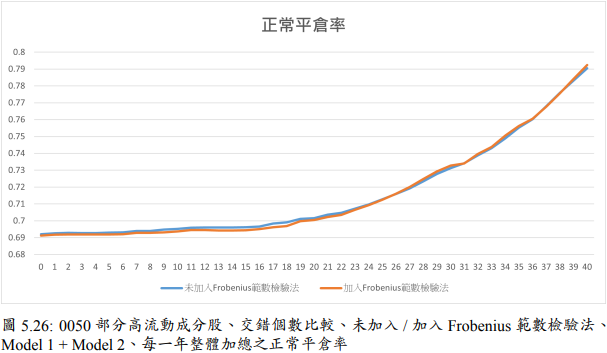 正常平倉率
0.8
0.79
0.78
0.77
0.76
0.75
0.74
0.73
0.72
0.71
0.7
0.69
0.68
0 1 2 3 4 5 6 7 8 9 10 11 12 13 14 15 16 17 18 19 20 21 22 23 24 25 26 27 28 29 30 31 32 33 34 35 36 37 38 39 40
未加入Frobenius範數檢驗法 加入Frobenius範數檢驗法
圖 5.26: 0050 部分高流動成分股、交錯個數比較、未加入 / 加入 Frobenius 範數檢驗法、
Model 1 + Model 2、每一年整體加總之正常平倉率